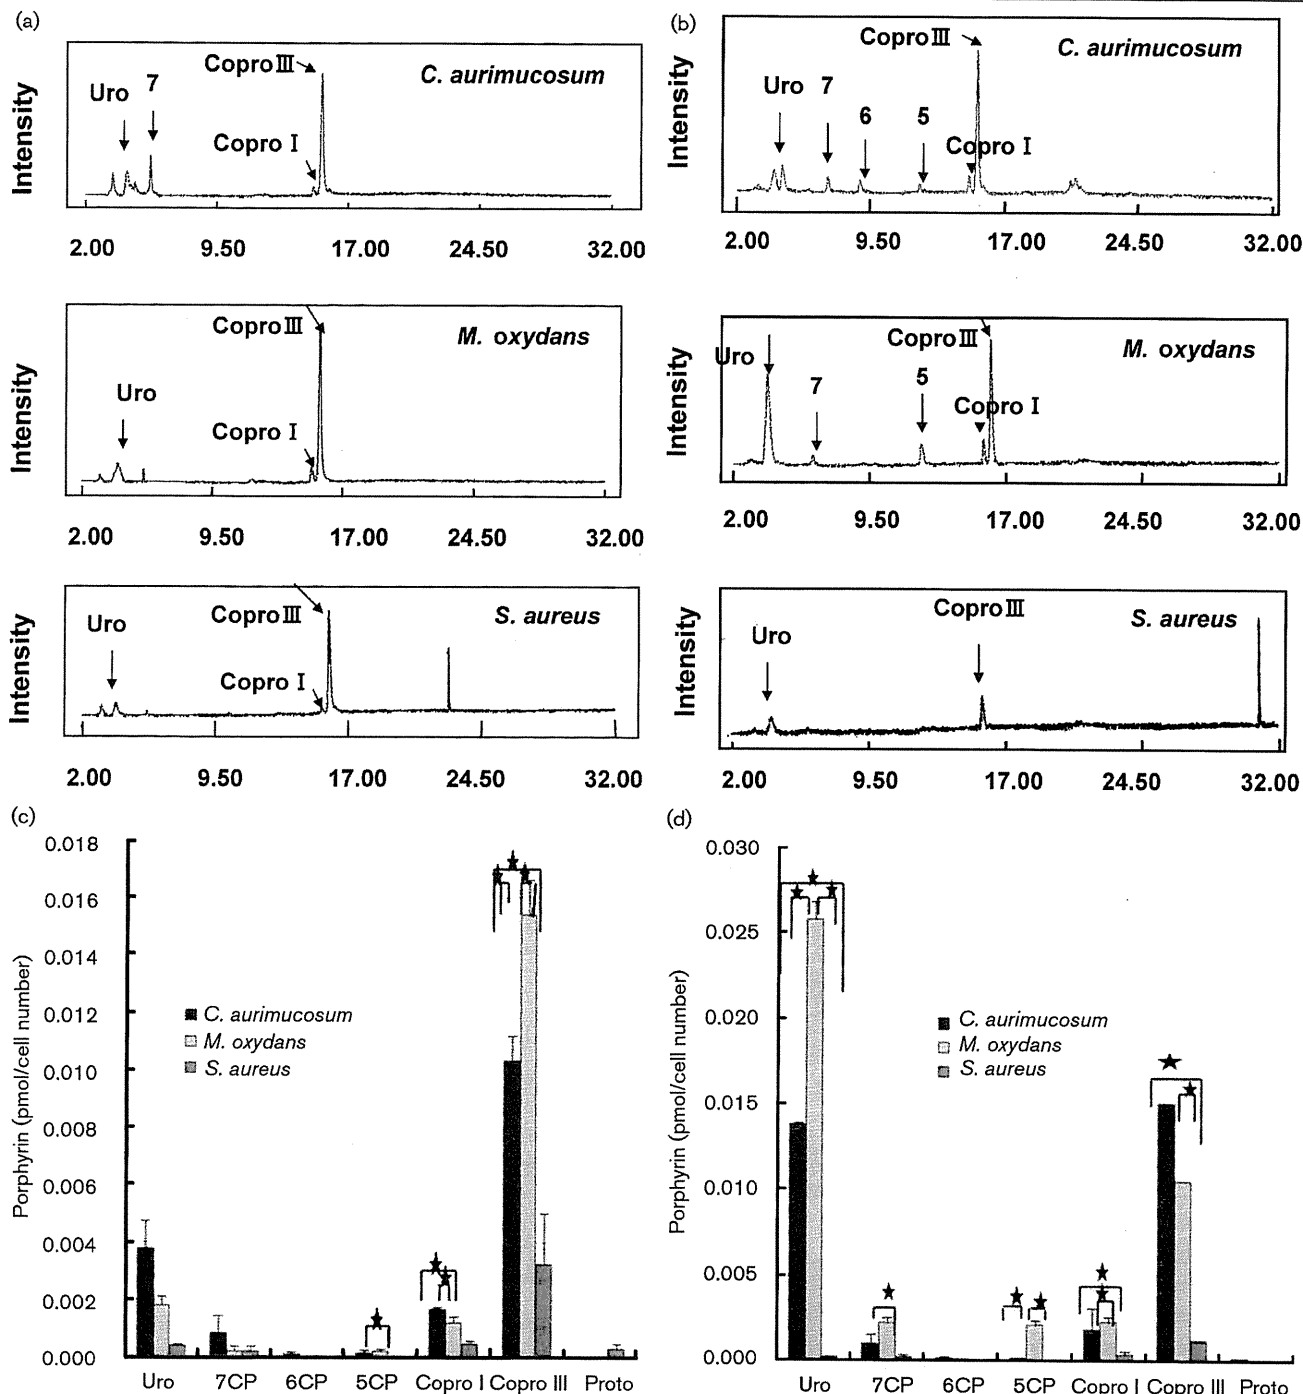 (a)
Intensity
Uro
7
Copro III
Copro I
C. aurimucosum
2.00 9.50 17.00 24.50 32.00
Intensity
Uro
Copro III
Copro I
M. oxydans
2.00 9.50 17.00 24.50 32.00
Intensity
Uro
Copro III
Copro I
S. aureus
2.00 9.50 17.00 24.50 32.00
(b)
Intensity
Uro
7
6
5
Copro III
Copro I
C. aurimucosum
2.00 9.50 17.00 24.50 32.00
Intensity
Uro
7
5
Copro III
Copro I
M. oxydans
2.00 9.50 17.00 24.50 32.00
Intensity
Uro
Copro III
S. aureus
2.00 9.50 17.00 24.50 32.00
(c)
Porphyrin (pmol/cell number)
0.018
0.016
0.014
0.012
0.010
0.008
0.006
0.004
0.002
0.000
C. aurimucosum
M. oxydans
S. aureus
Uro 7CP 6CP 5CP Copro I Copro III Proto
(d)
Porphyrin (pmol/cell number)
0.030
0.025
0.020
0.015
0.010
0.005
0.000
C. aurimucosum
M. oxydans
S. aureus
Uro 7CP 6CP 5CP Copro I Copro III Proto